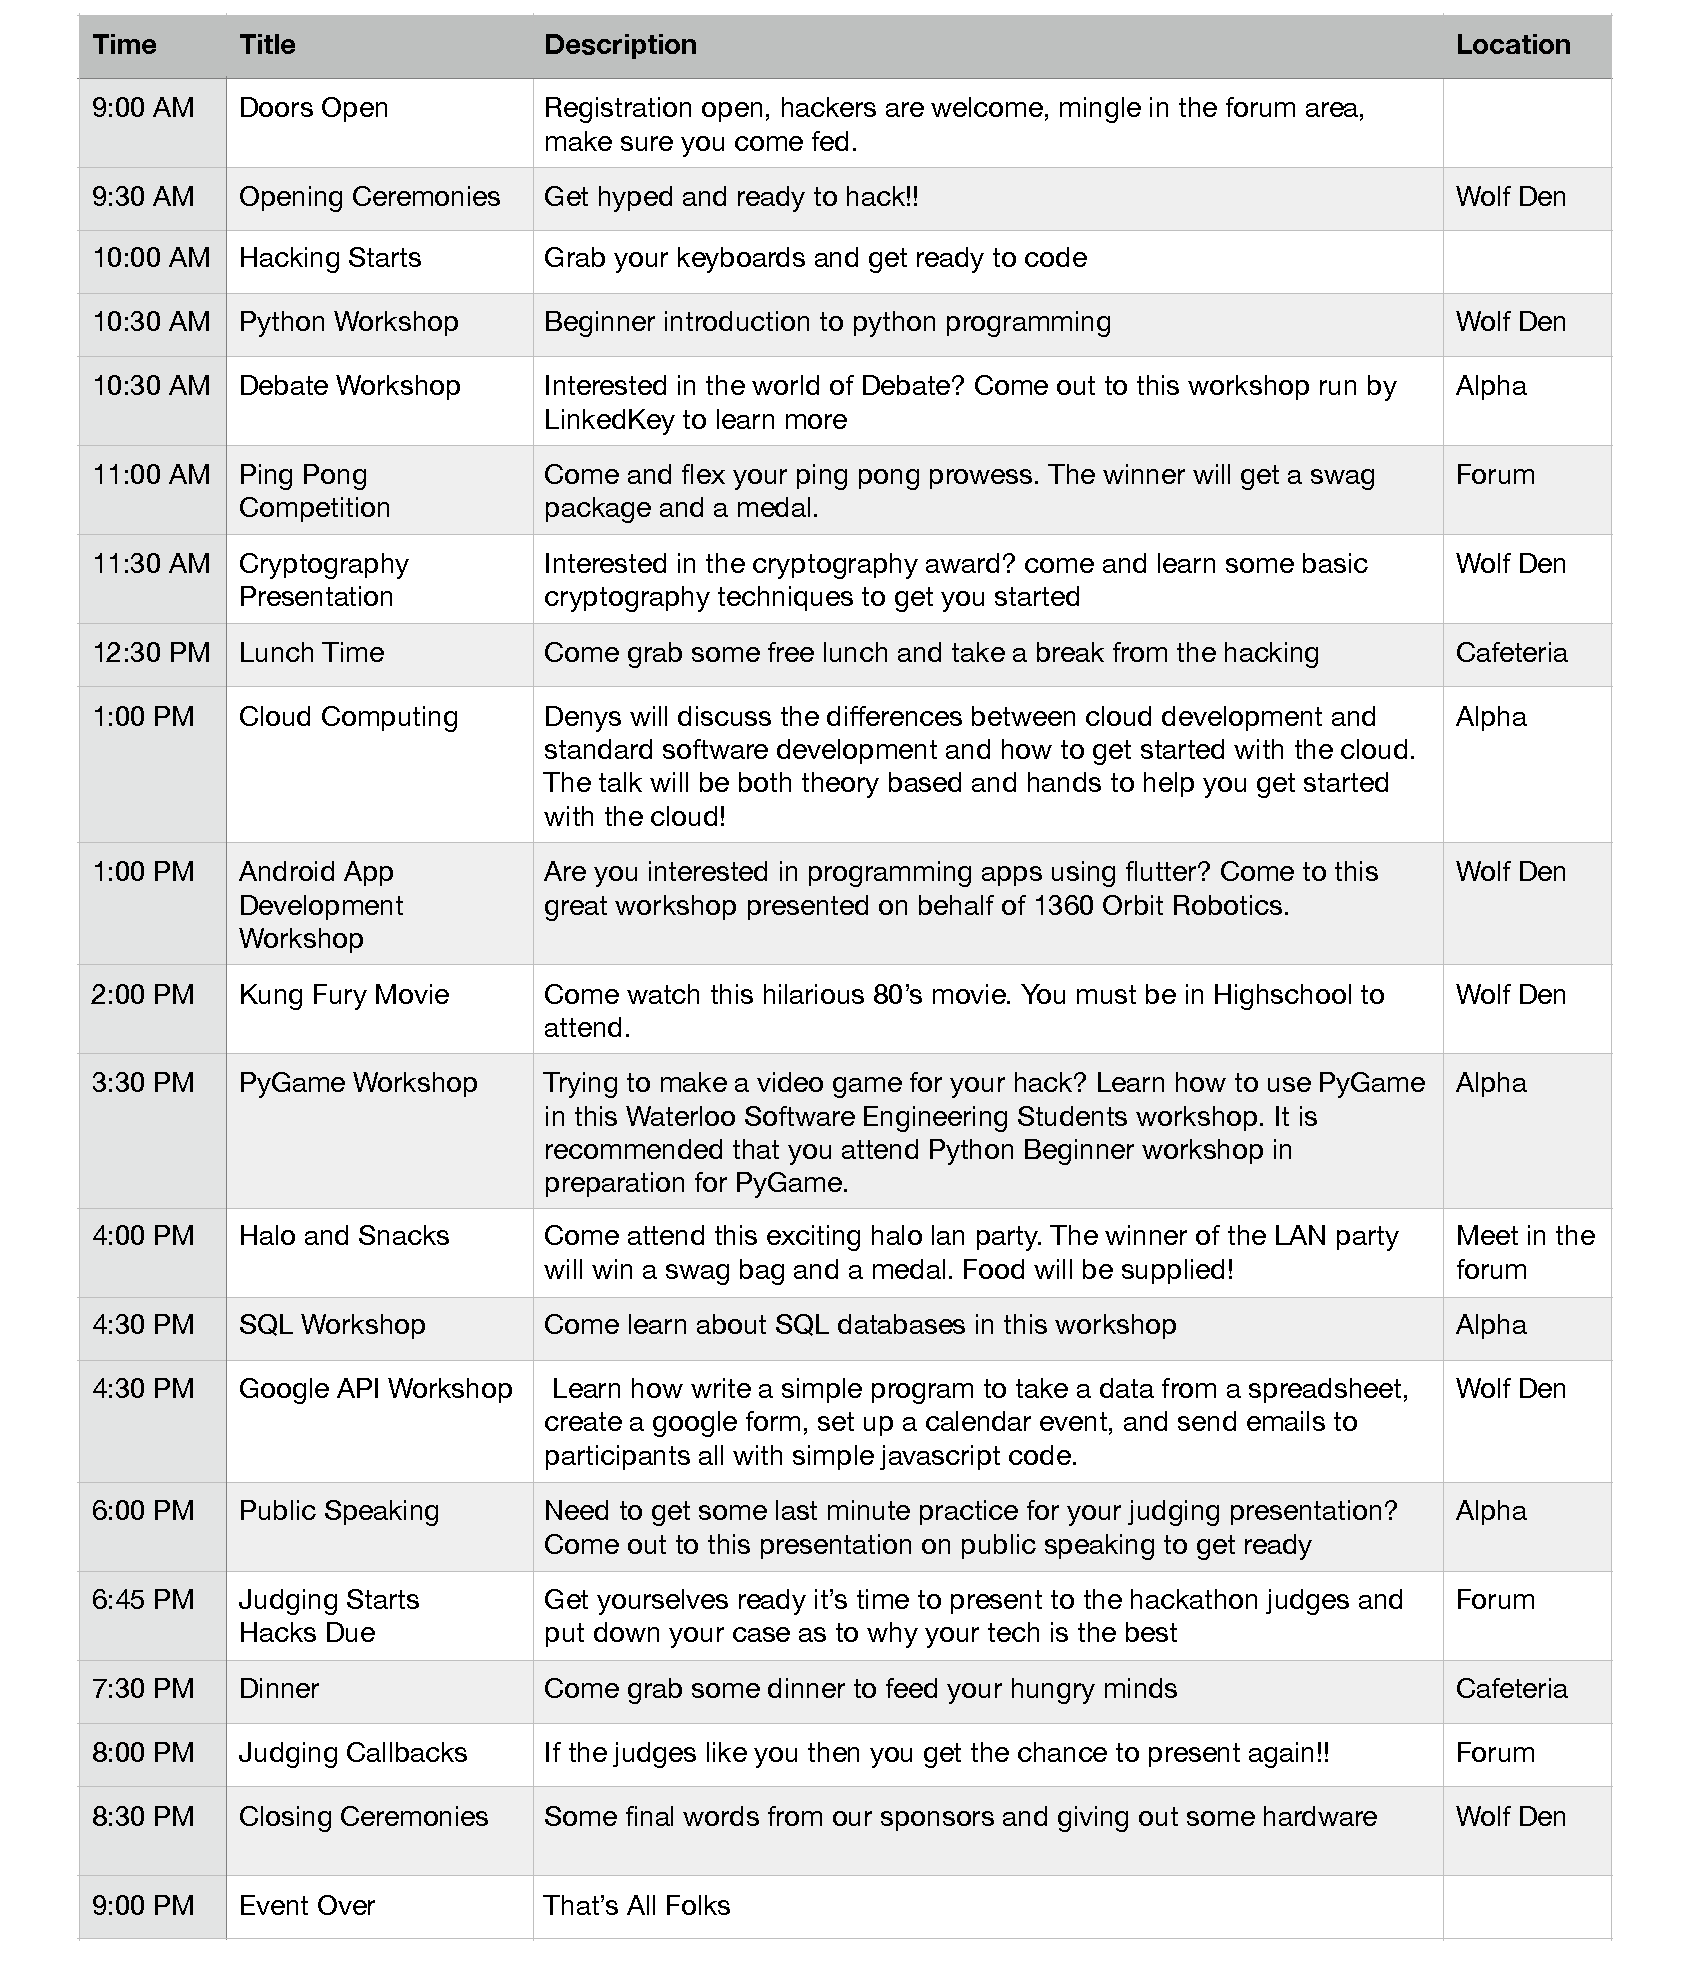 Time Title Description Location
9:00 AM Doors Open Registration open, hackers are welcome, mingle in the forum area,
make sure you come fed.
9:30 AM Opening Ceremonies Get hyped and ready to hack!! Wolf Den
10:00 AM Hacking Starts Grab your keyboards and get ready to code
10:30 AM Python Workshop Beginner introduction to python programming Wolf Den
10:30 AM Debate Workshop Interested in the world of Debate? Come out to this workshop run by Alpha
LinkedKey to learn more
11:00 AM Ping Pong Come and flex your ping pong prowess. The winner will get a swag Forum
Competition package and a medal.
11:30 AM Cryptography Interested in the cryptography award? come and learn some basic Wolf Den
Presentation cryptography techniques to get you started
12:30 PM Lunch Time Come grab some free lunch and take a break from the hacking Cafeteria
1:00 PM Cloud Computing Denys will discuss the differences between cloud development and Alpha
standard software development and how to get started with the cloud.
The talk will be both theory based and hands to help you get started
with the cloud!
1:00 PM Android App Are you interested in programming apps using flutter? Come to this Wolf Den
Development great workshop presented on behalf of 1360 Orbit Robotics.
Workshop
2:00 PM Kung Fury Movie Come watch this hilarious 80’s movie. You must be in Highschool to Wolf Den
attend.
3:30 PM PyGame Workshop Trying to make a video game for your hack? Learn how to use PyGame Alpha
in this Waterloo Software Engineering Students workshop. It is
recommended that you attend Python Beginner workshop in
preparation for PyGame.
4:00 PM Halo and Snacks Come attend this exciting halo lan party. The winner of the LAN party Meet in the
will win a swag bag and a medal. Food will be supplied! forum
4:30 PM SQL Workshop Come learn about SQL databases in this workshop Alpha
4:30 PM Google API Workshop Learn how write a simple program to take a data from a spreadsheet, Wolf Den
create a google form, set up a calendar event, and send emails to
participants all with simple javascript code.
6:00 PM Public Speaking Need to get some last minute practice for your judging presentation? Alpha
Come out to this presentation on public speaking to get ready
6:45 PM Judging Starts Get yourselves ready it’s time to present to the hackathon judges and Forum
Hacks Due put down your case as to why your tech is the best
7:30 PM Dinner Come grab some dinner to feed your hungry minds Cafeteria
8:00 PM Judging Callbacks If the judges like you then you get the chance to present again!! Forum
8:30 PM Closing Ceremonies Some final words from our sponsors and giving out some hardware Wolf Den
9:00 PM Event Over That’s All Folks